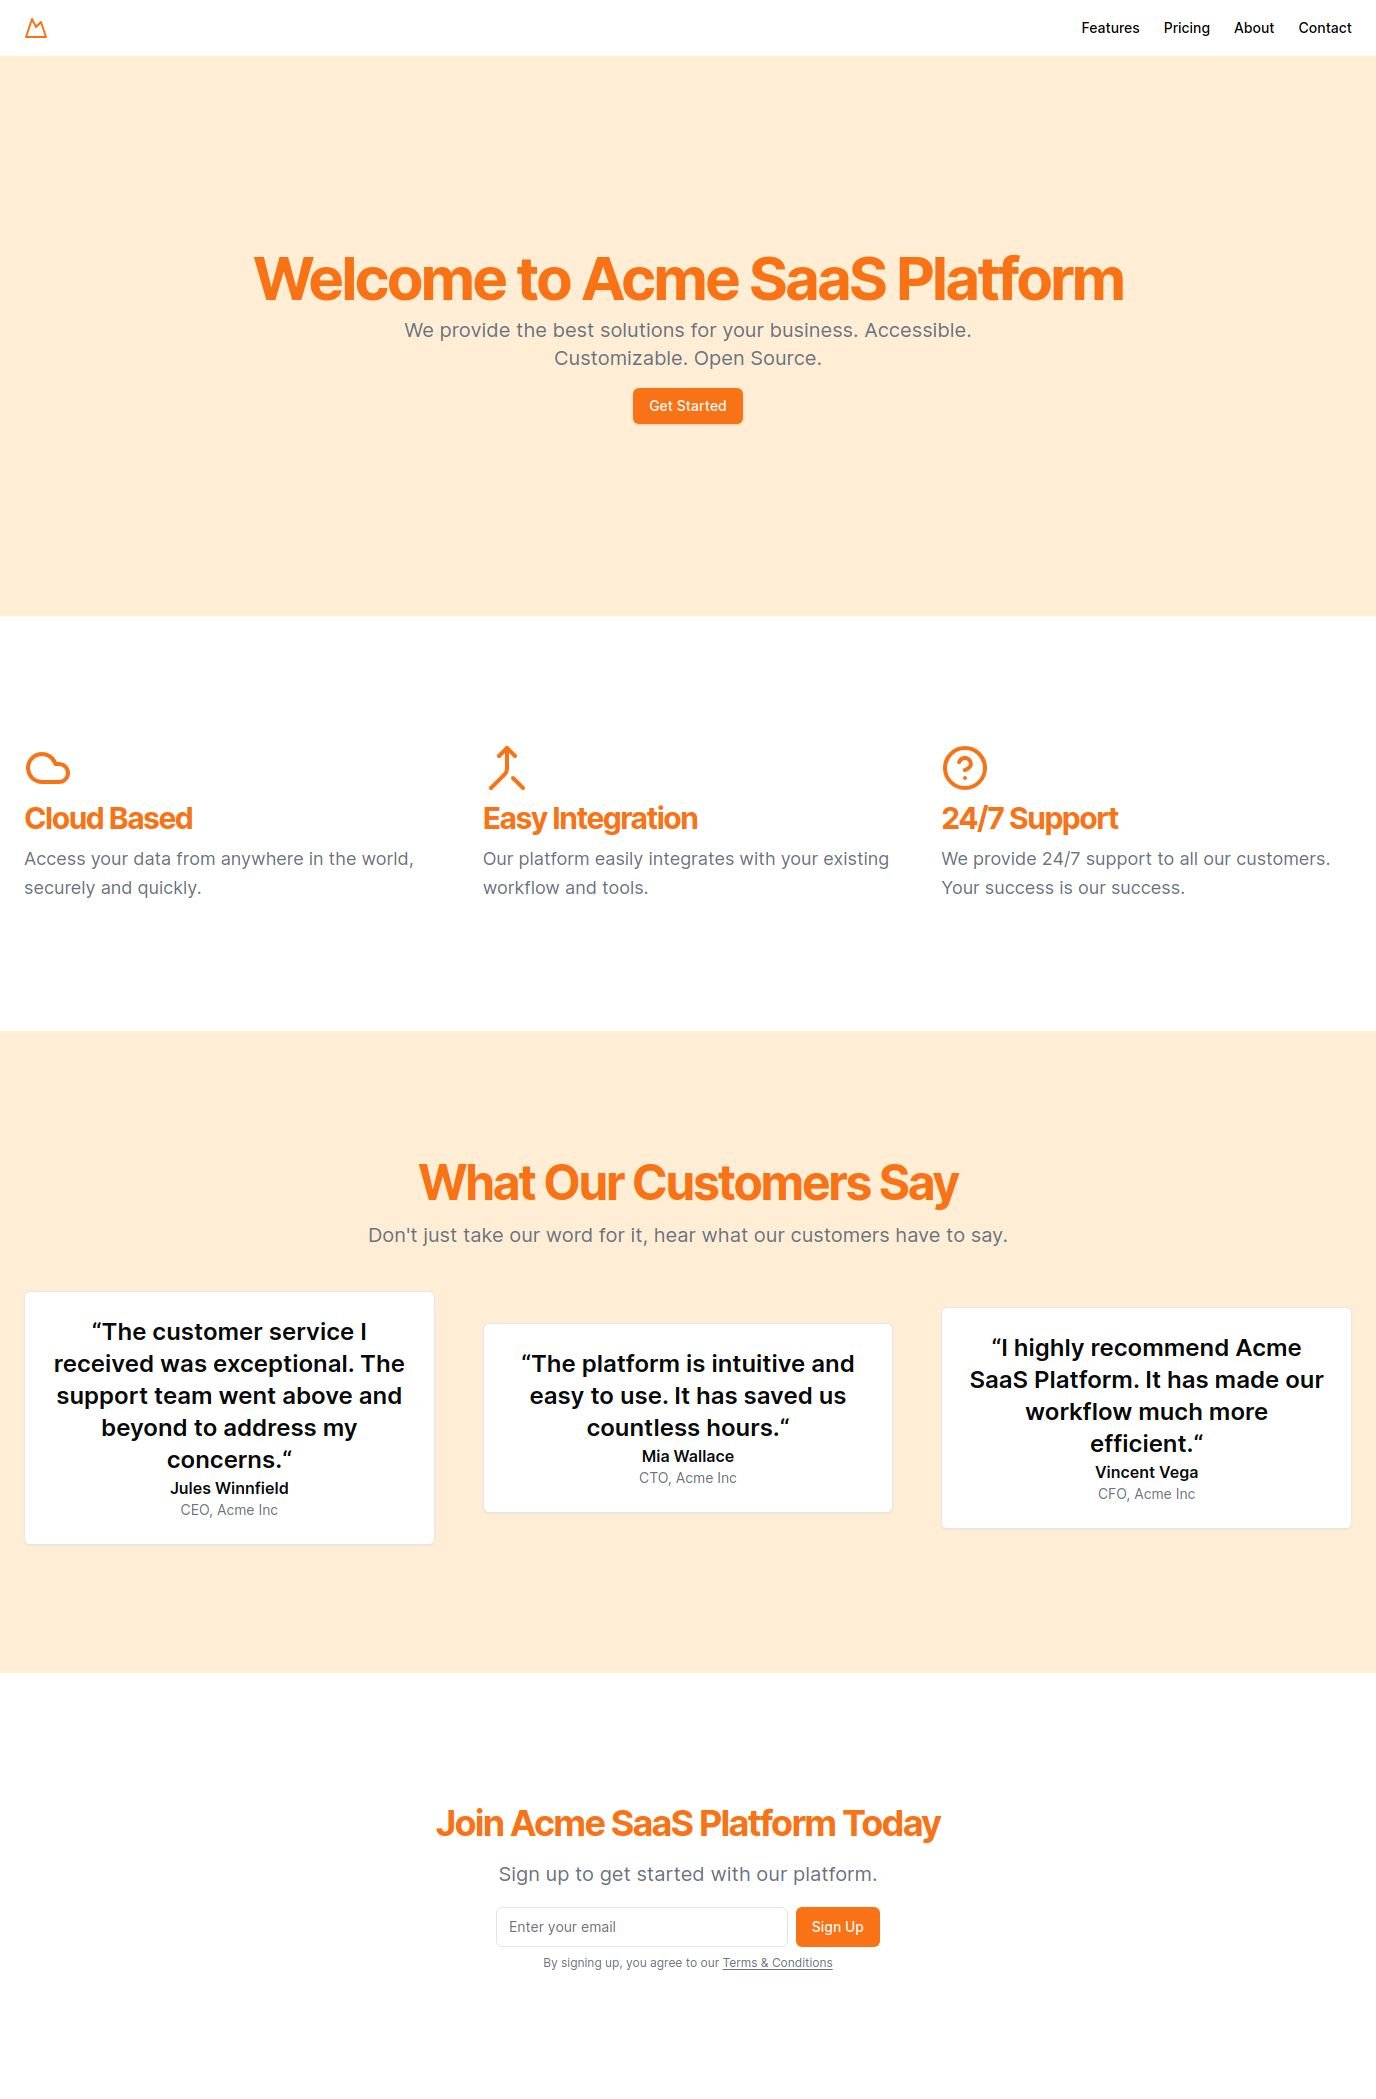 Features Pricing About Contact
Welcome to Acme SaaS Platform
We provide the best solutions for your business. Accessible.
Customizable. Open Source.
Get Started
Cloud Based
Access your data from anywhere in the world,
securely and quickly.
Easy Integration
Our platform easily integrates with your existing
workflow and tools.
24/7 Support
We provide 24/7 support to all our customers.
Your success is our success.
What Our Customers Say
Don't just take our word for it, hear what our customers have to say.
“The customer service I
received was exceptional. The
support team went above and
beyond to address my
concerns.“
Jules Winnfield
CEO, Acme Inc
“The platform is intuitive and
easy to use. It has saved us
countless hours.“
Mia Wallace
CTO, Acme Inc
“I highly recommend Acme
SaaS Platform. It has made our
workflow much more
efficient.“
Vincent Vega
CFO, Acme Inc
Join Acme SaaS Platform Today
Sign up to get started with our platform.
Enter your email
Sign Up
By signing up, you agree to our Terms & Conditions